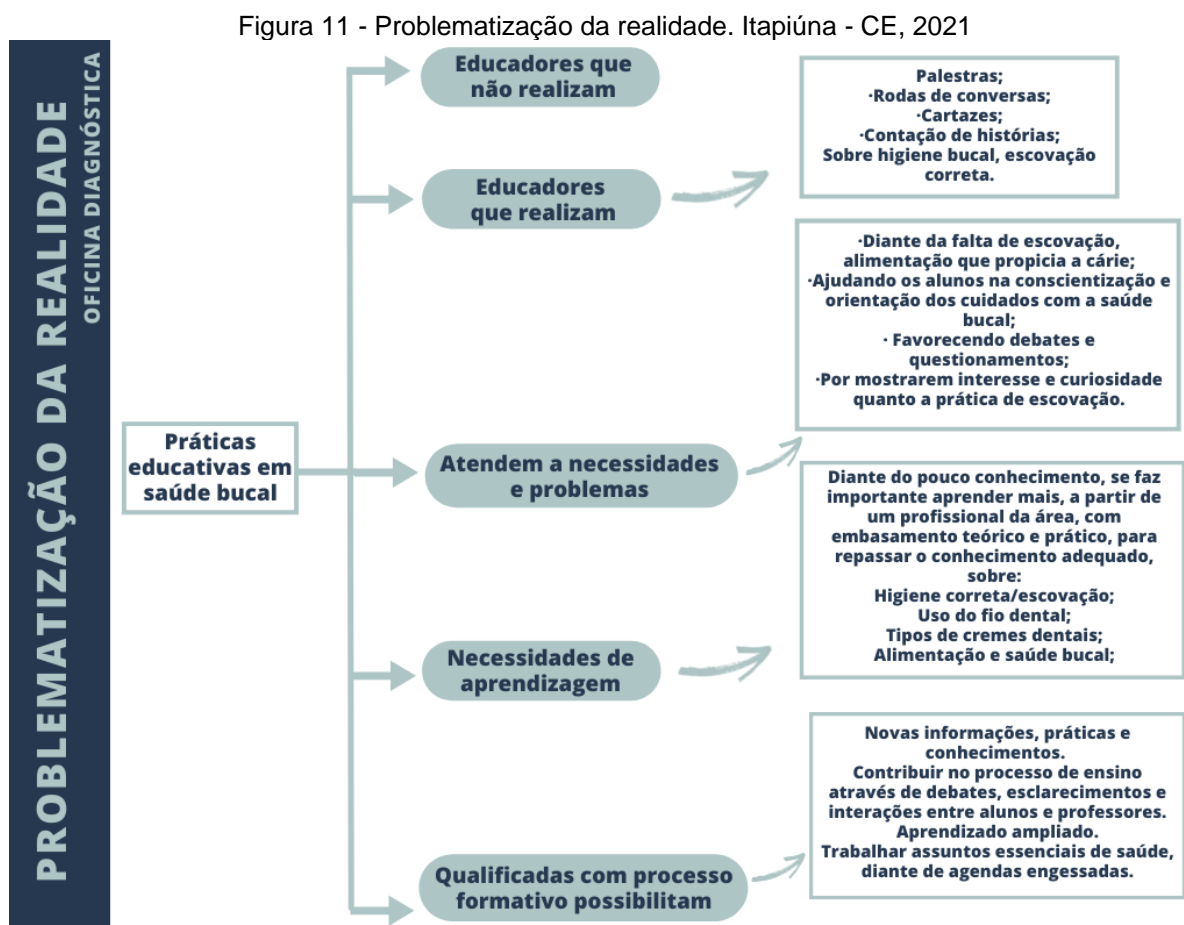 Figura 11 - Problematização da realidade. Itapiúna - CE, 2021
PROBLEMATIZAÇÃO DA REALIDADE
OFICINA DIAGNÓSTICA
Práticas
educativas em
saúde bucal
Educadores que
não realizam
Educadores
que realizam
Palestras;
·Rodas de conversas;
·Cartazes;
·Contação de histórias;
Sobre higiene bucal, escovação
correta.
Atendem a necessidades
e problemas
·Diante da falta de escovação,
alimentação que propicia a cárie;
·Ajudando os alunos na conscientização e
orientação dos cuidados com a saúde
bucal;
· Favorecendo debates e
questionamentos;
·Por mostrarem interesse e curiosidade
quanto a prática de escovação.
Necessidades de
aprendizagem
Diante do pouco conhecimento, se faz
importante aprender mais, a partir de
um profissional da área, com
embasamento teórico e prático, para
repassar o conhecimento adequado,
sobre:
Higiene correta/escovação;
Uso do fio dental;
Tipos de cremes dentais;
Alimentação e saúde bucal;
Qualificadas com processo
formativo possibilitam
Novas informações, práticas e
conhecimentos.
Contribuir no processo de ensino
através de debates, esclarecimentos e
interações entre alunos e professores.
Aprendizado ampliado.
Trabalhar assuntos essenciais de saúde,
diante de agendas engessadas.